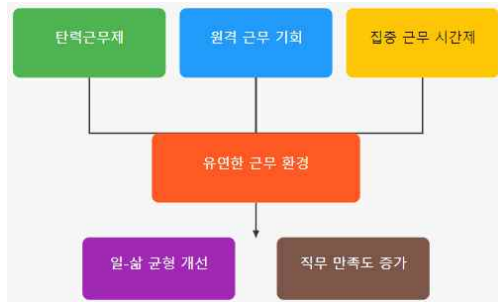 탄력근무제
원격 근무 기회
집중 근무 시간제
유연한 근무 환경
일-삶 균형 개선
직무 만족도 증가